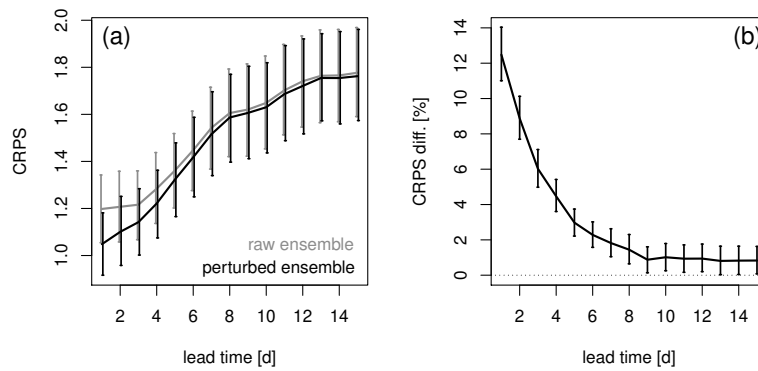 (a)
CRPS
2.0
1.8
1.6
1.4
1.2
1.0
raw ensemble
perturbed ensemble
2 4 6 8 10 12 14
lead time [d]
(b)
CRPS diff. [%]
14
12
10
8
6
4
2
0
2 4 6 8 10 12 14
lead time [d]